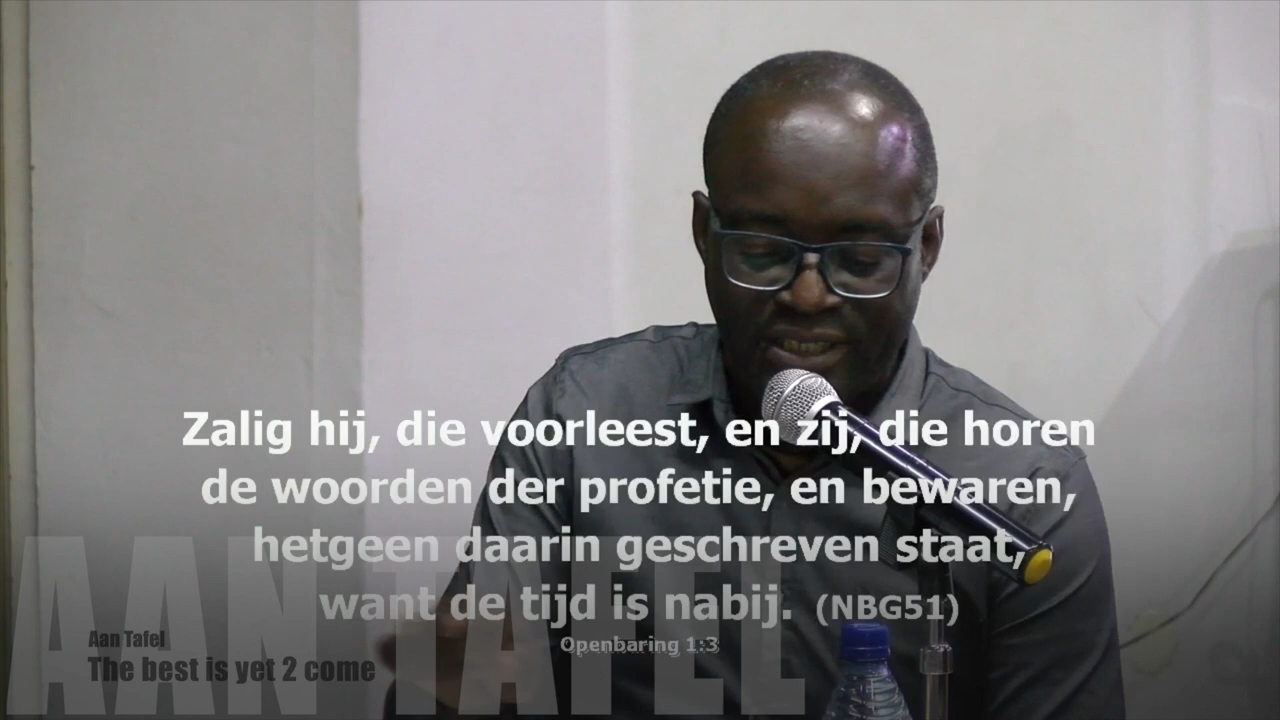 Zalig hij, die voorleest, en zij, die horen
de woorden der profetie, en bewaren,
hetgeen daarin geschreven staat,
want de tijd is nabij. (NBG51)
Openbaring 1:3
AAN TAFEL
Aan Tafel
The best is yet 2 come